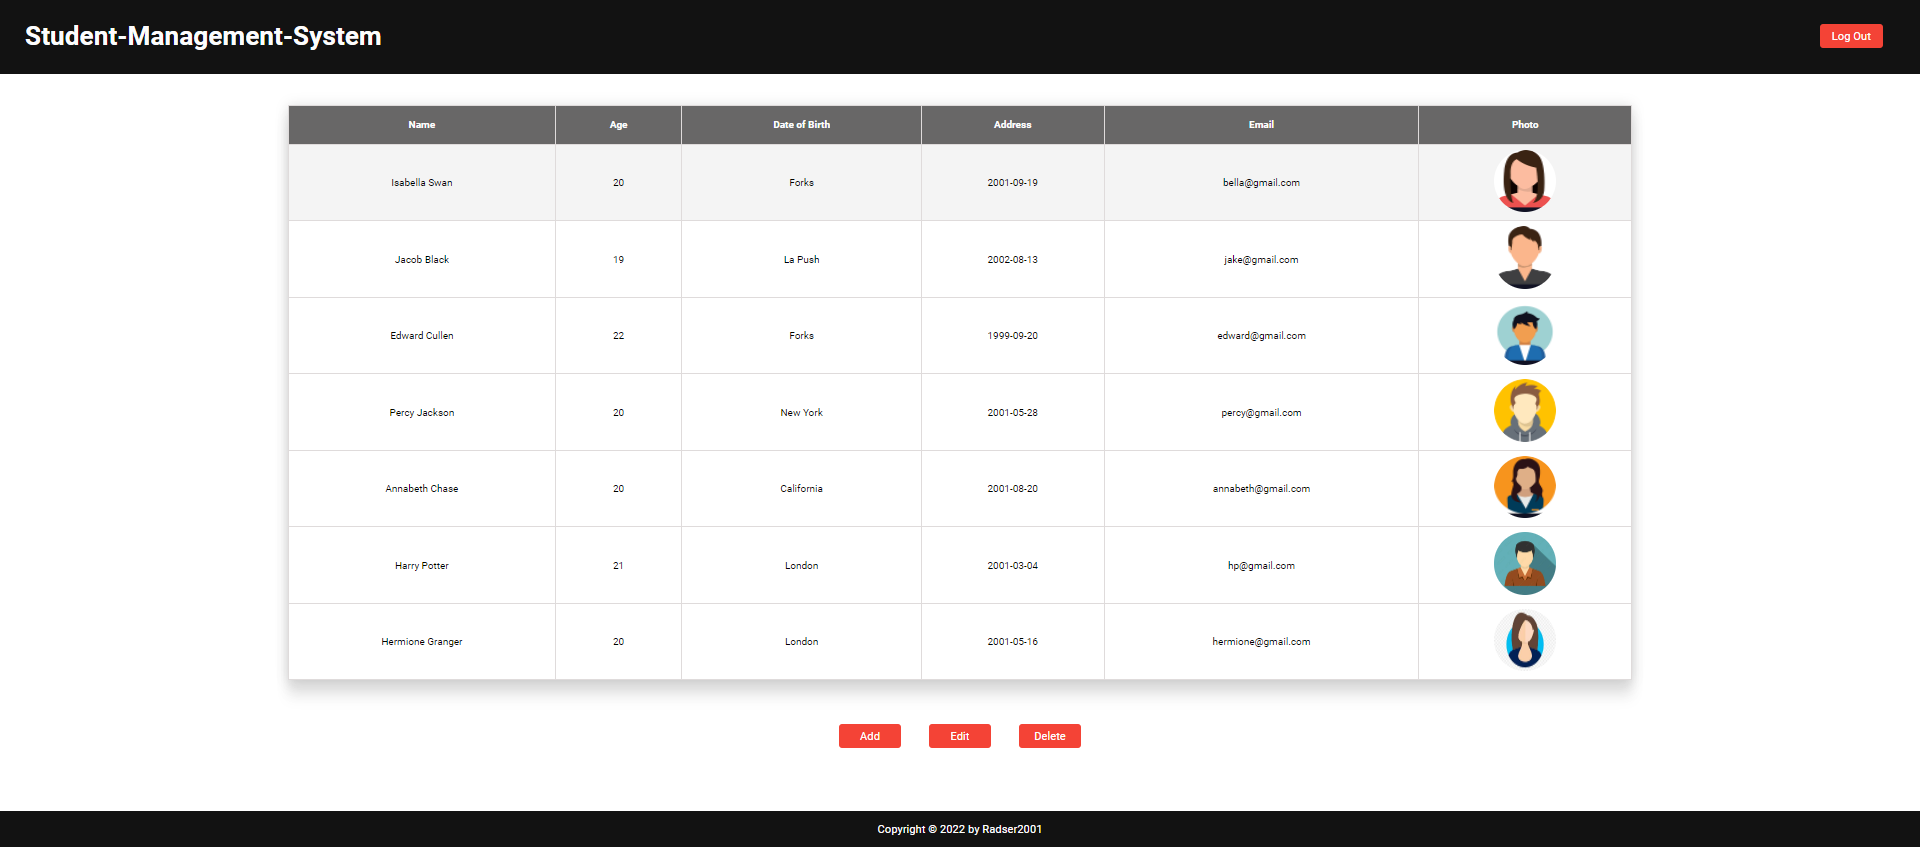 Student-Management-System
Log Out
Name Age Date of Birth Address Email Photo
Isabella Swan 20 Forks 2001-09-19 bella@gmail.com
Jacob Black 19 La Push 2002-08-13 jake@gmail.com
Edward Cullen 22 Forks 1999-09-20 edward@gmail.com
Percy Jackson 20 New York 2001-05-28 percy@gmail.com
Annabeth Chase 20 California 2001-08-20 annabeth@gmail.com
Harry Potter 21 London 2001-03-04 hp@gmail.com
Hermione Granger 20 London 2001-05-16 hermione@gmail.com
Add Edit Delete
Copyright © 2022 by Radser2001